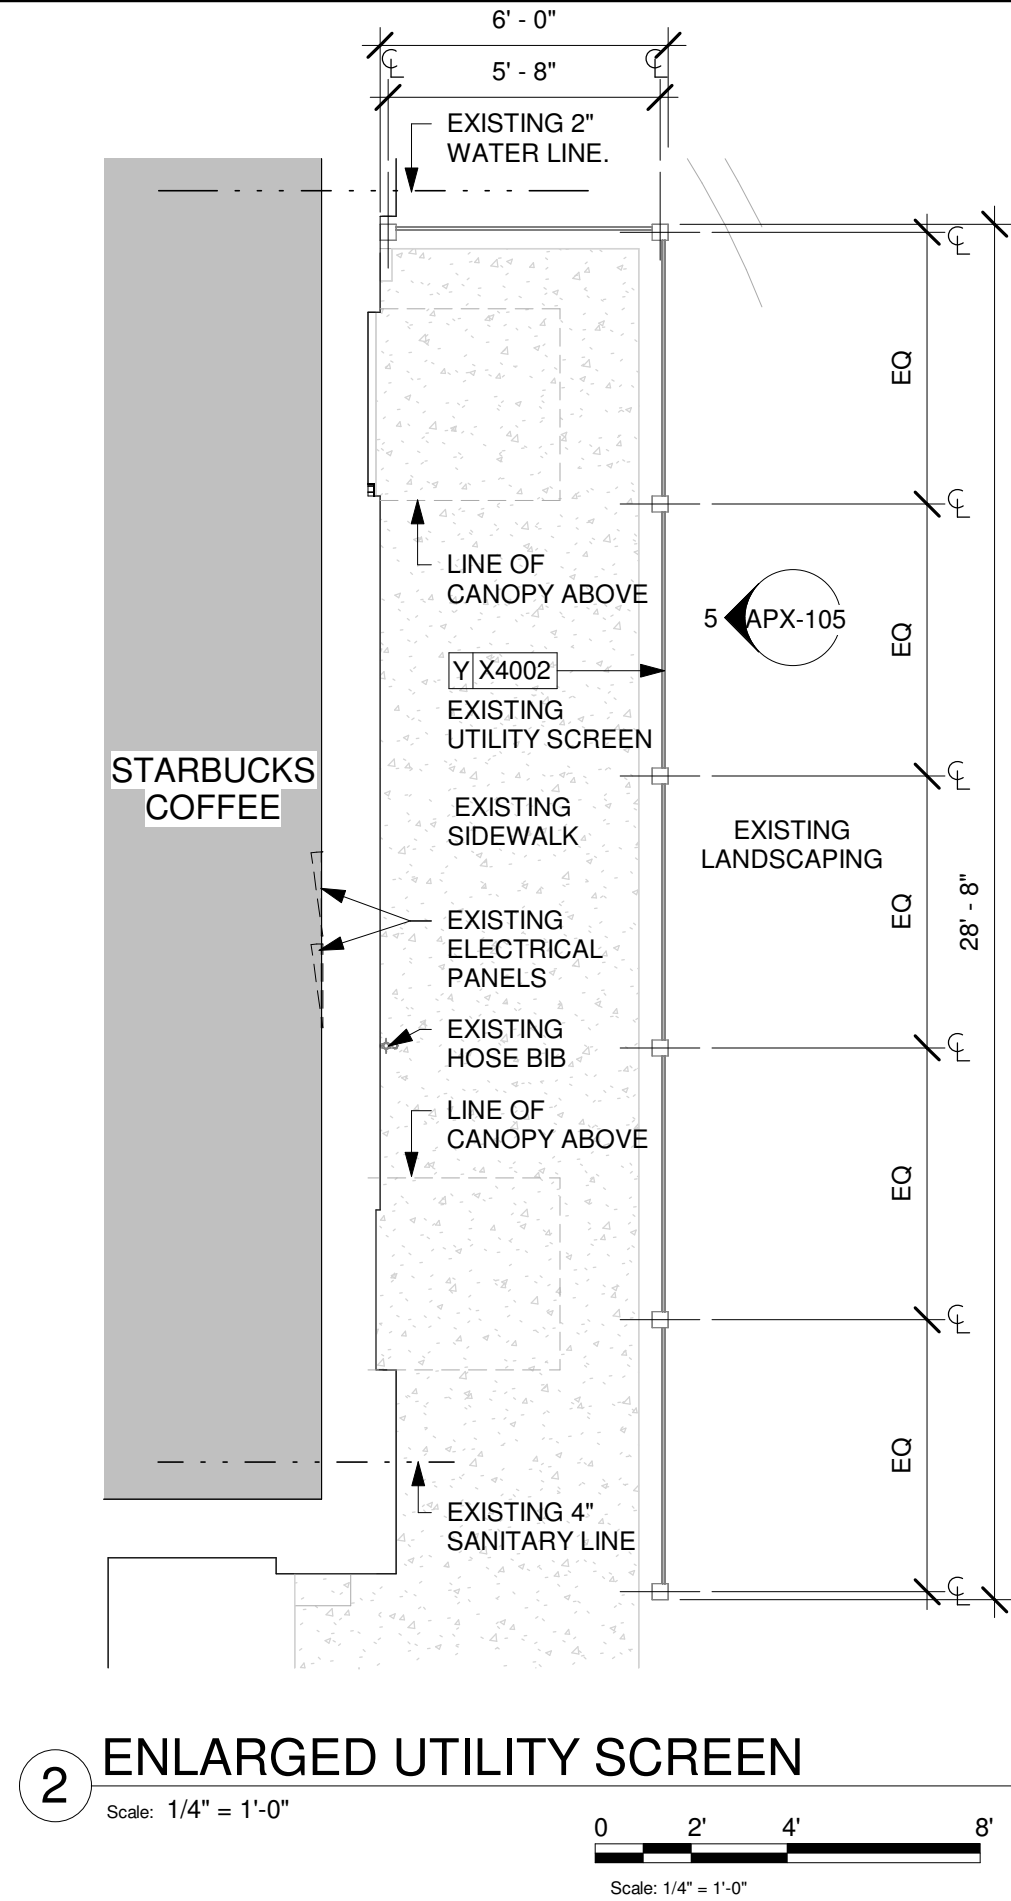 6' - 0"
5' - 8"
EXISTING 2"
WATER LINE.
EQ
LINE OF
CANOPY ABOVE
5 APX-105
EQ
Y X4002
EXISTING
UTILITY SCREEN
STARBUCKS
COFFEE
EXISTING
SIDEWALK
EXISTING
LANDSCAPING
EQ
28' - 8"
EXISTING
ELECTRICAL
PANELS
EXISTING
HOSE BIB
LINE OF
CANOPY ABOVE
EQ
EQ
EXISTING 4"
SANITARY LINE
2 ENLARGED UTILITY SCREEN
Scale: 1/4" = 1'-0"
0 2' 4' 8'
Scale: 1/4" = 1'-0"